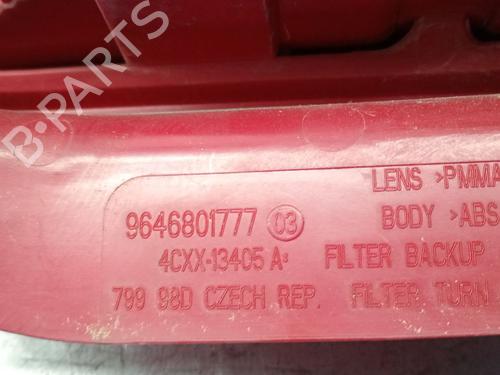 B-PARTS
LENS >PMMA
9646801777 03 BODY >ABS
4CXX-13405 A FILTER BACKUP
799 98D CZECH REP. FILTER TURN